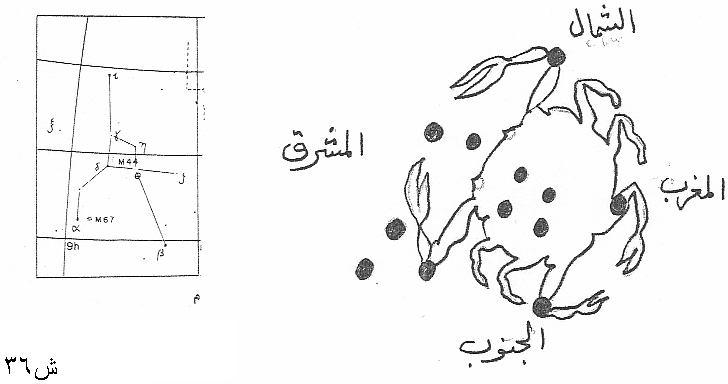 الشمال
المشرق
المغرب
الجنوب
ι
γ
η
ξ
M44
δ
θ
α
M67
β
9h
م
ش٣٦